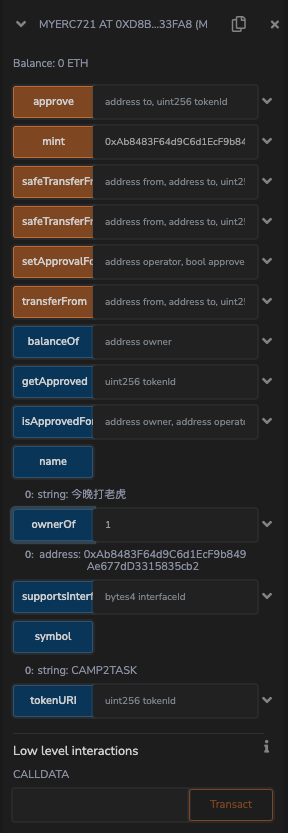 MYERC721 AT 0XD8B...33FA8 (M
Balance: 0 ETH
approve address to, uint256 tokenId
mint 0xAb8483F64d9C6d1EcF9b84
safeTransferFr address from, address to, uint2
safeTransferFr address from, address to, uint2
setApprovalFo address operator, bool approve
transferFrom address from, address to, uint2
balanceOf address owner
getApproved uint256 tokenId
isApprovedFor address owner, address operat
name
0: string: 今晚打老虎
ownerOf 1
0: address: 0xAb8483F64d9C6d1EcF9b849
Ae677dD3315835cb2
supportsInterf bytes4 interfaceId
symbol
0: string: CAMP2TASK
tokenURI uint256 tokenId
Low level interactions i
CALLDATA
Transact